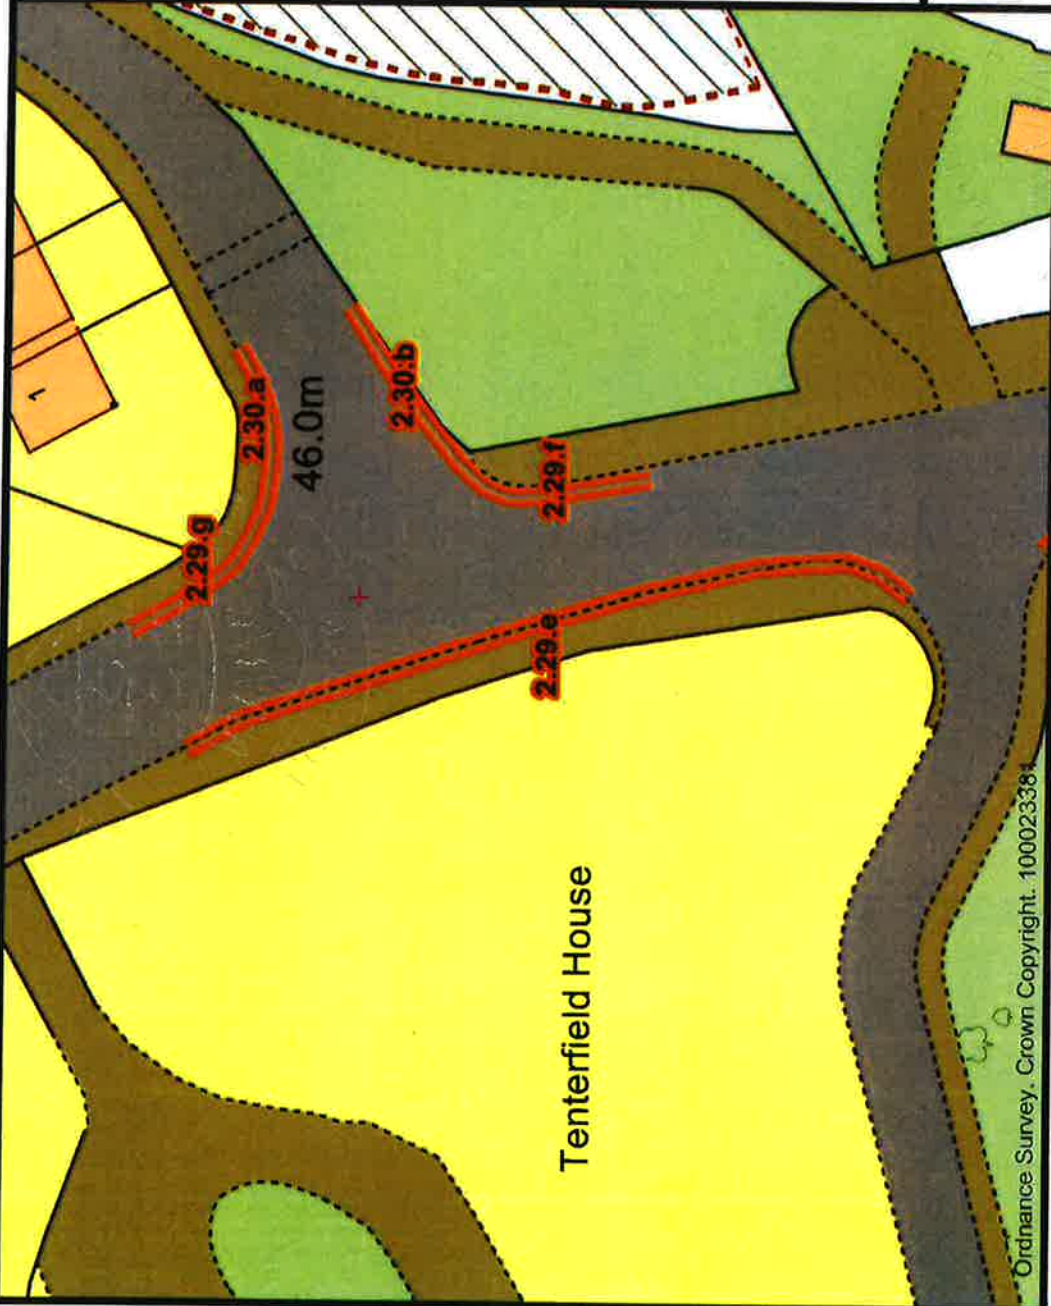 1
2.30.a
46.0m
2.30.b
2.29.g
2.29.f
2.29.e
Tenterfield House
Ordnance Survey. Crown Copyright. 100023381